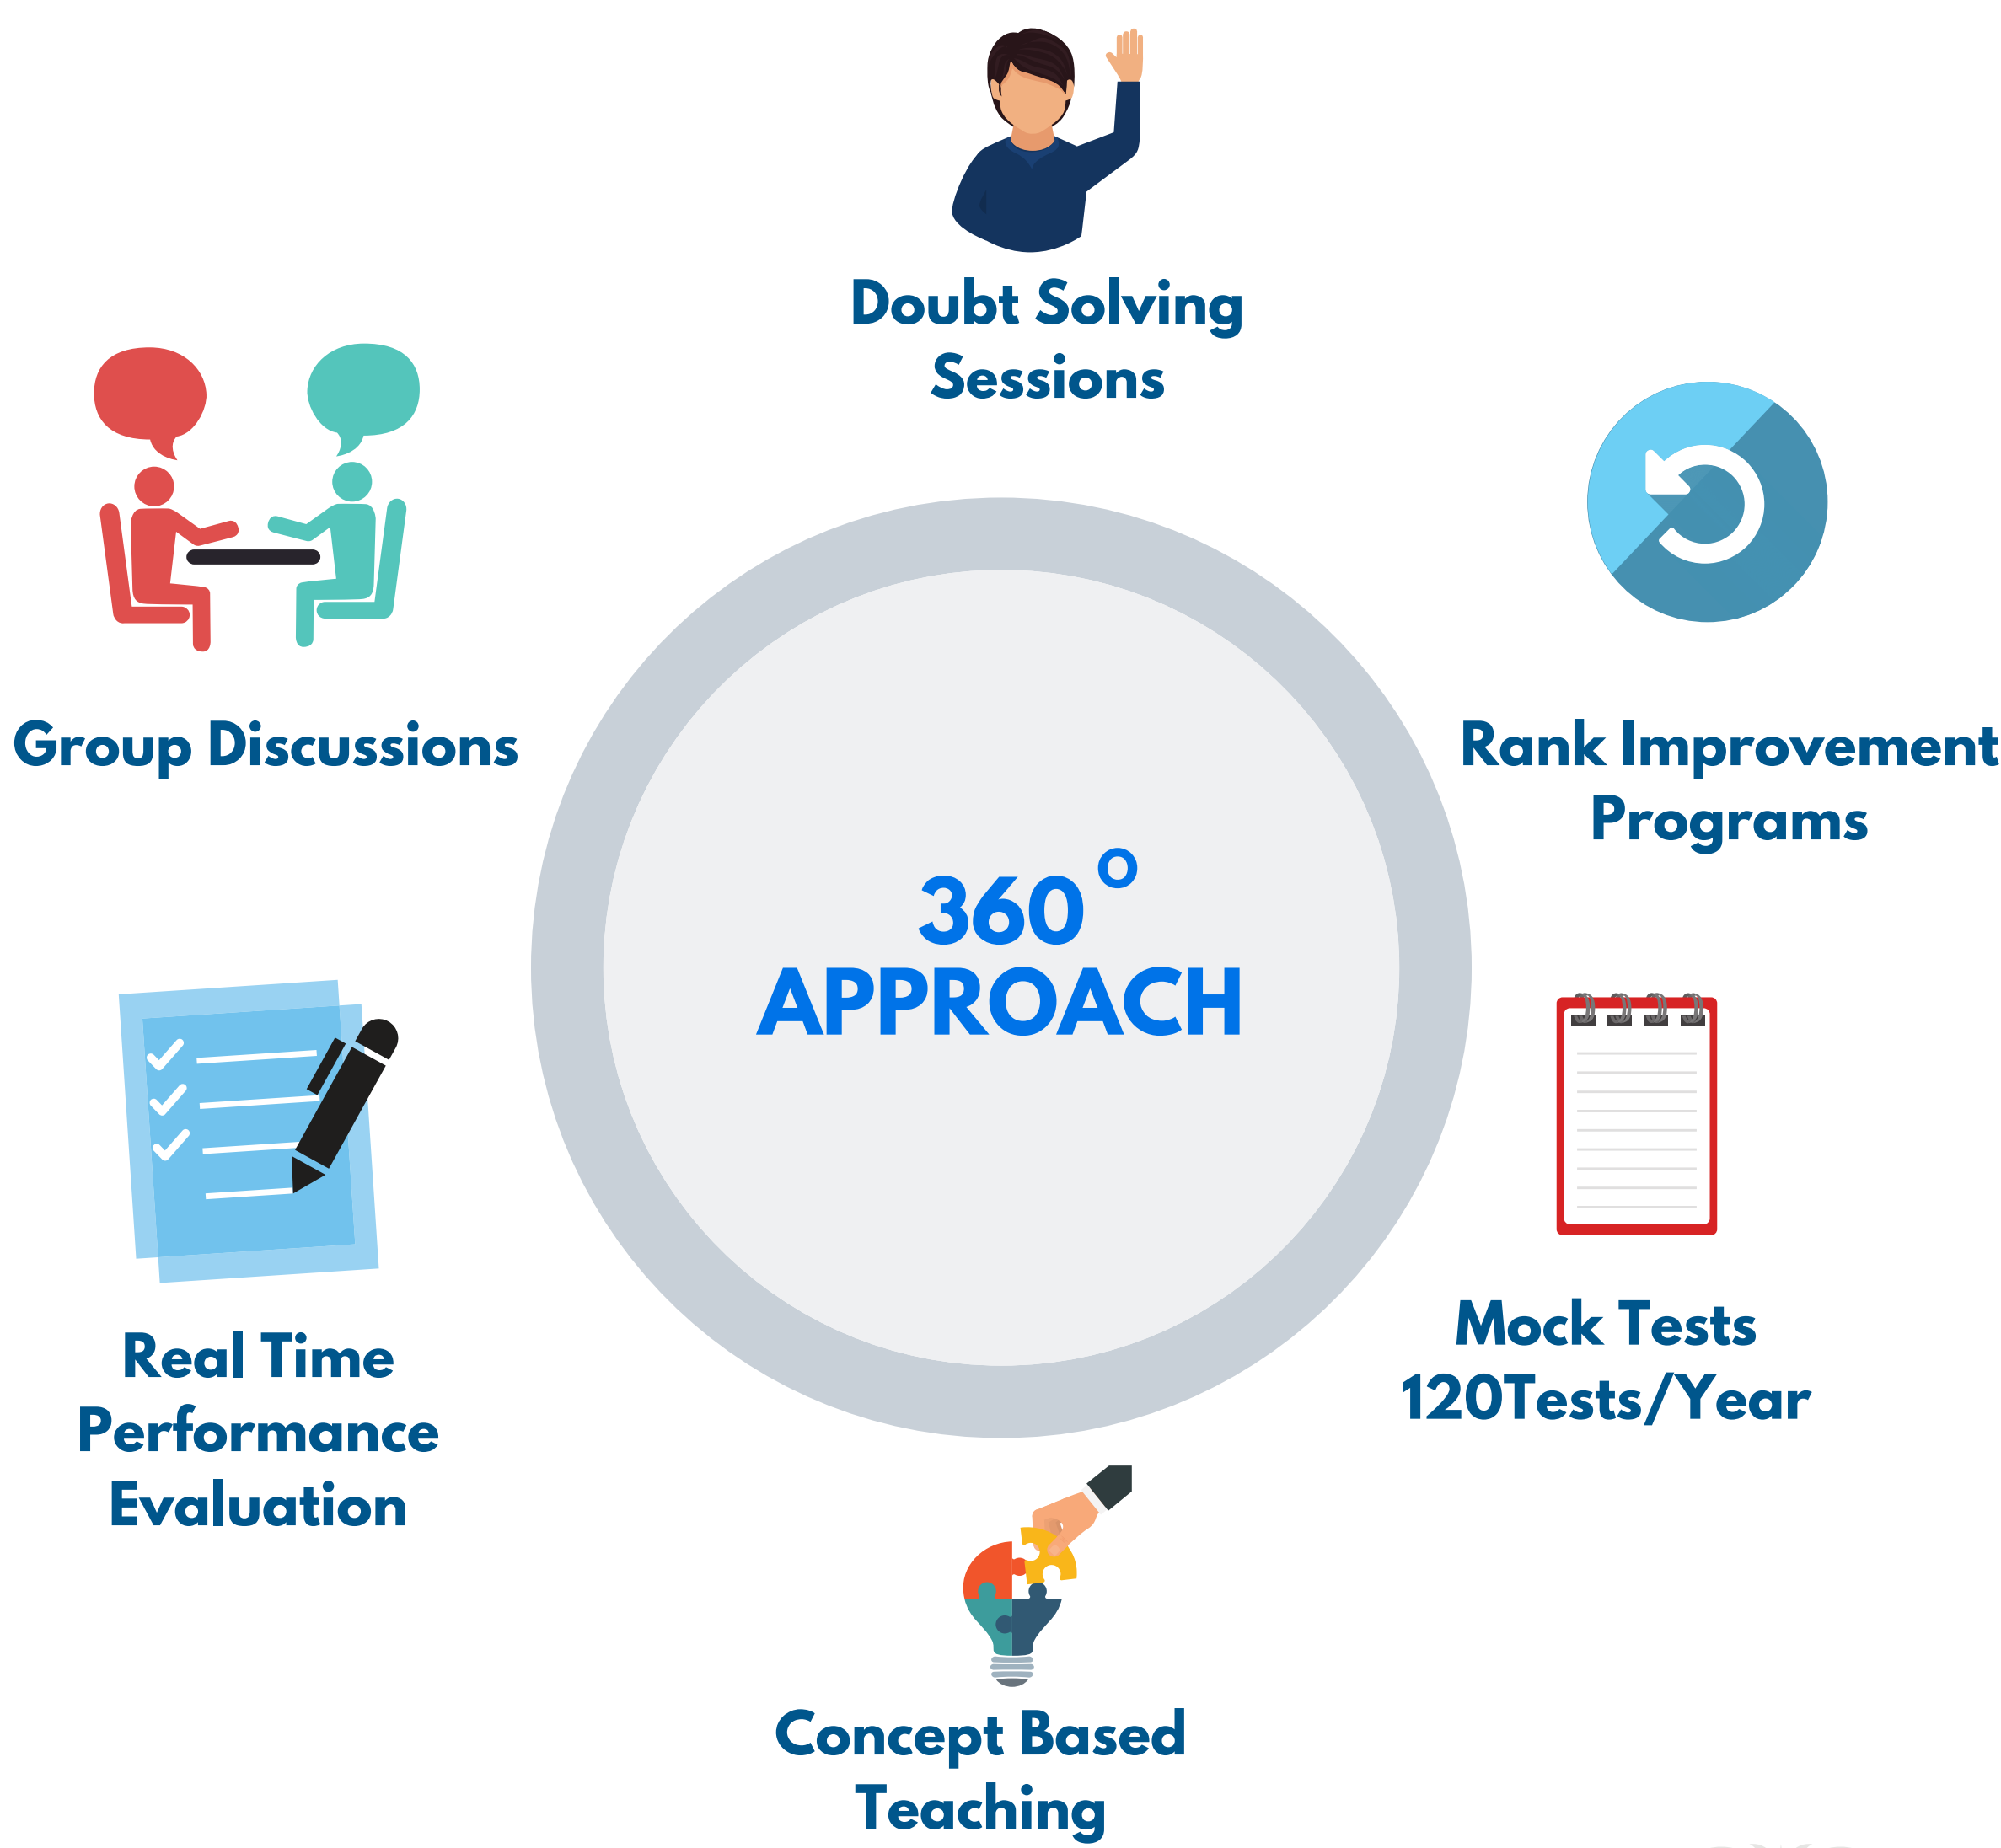 Doubt Solving
Sessions
Group Discussions
Rank Improvement
Programs
360°
APPROACH
Real Time
Performance
Evaluation
Mock Tests
120Tests/Year
Concept Based
Teaching